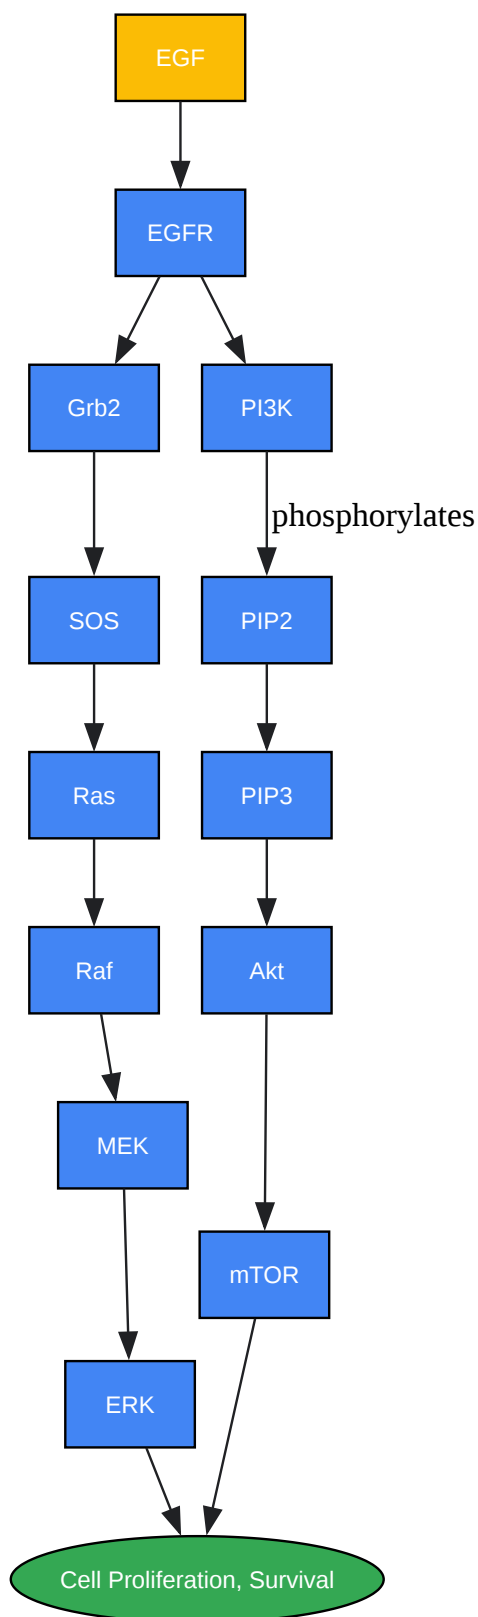 EGF
EGFR
Grb2
PI3K
phosphorylates
SOS
PIP2
Ras
PIP3
Raf
Akt
MEK
mTOR
ERK
Cell Proliferation, Survival